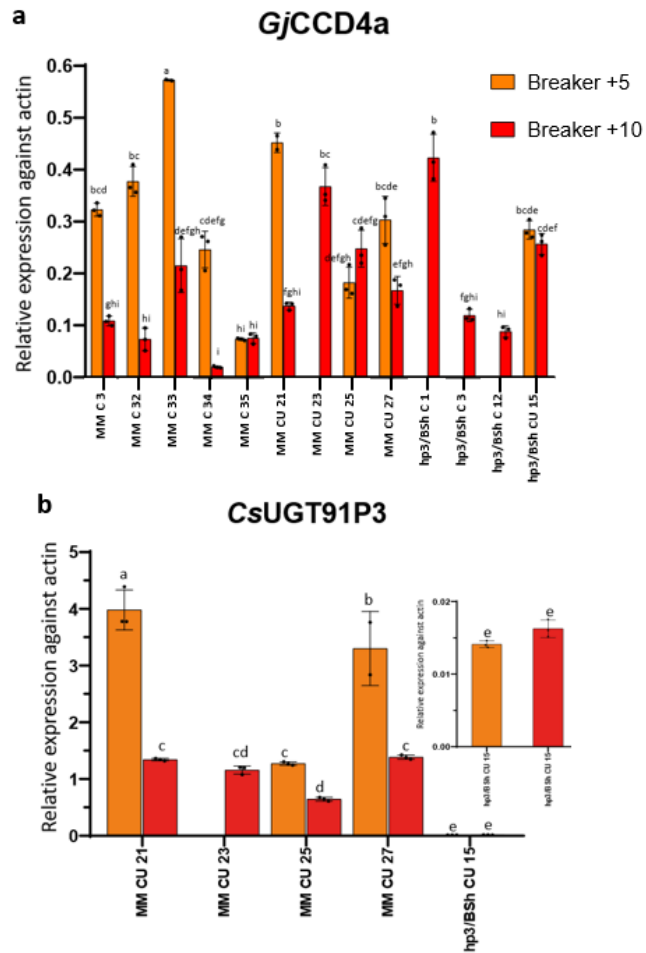 a
GjCCD4a
Relative expression against actin
0.6
0.5
0.4
0.3
0.2
0.1
0.0
Breaker +5
Breaker +10
bcd
ghi
bc
hi
a
defgh
cdefg
i
hi
hi
b
fghi
bc
defgh
cdefg
bcde
efgh
b
fghi
hi
bcde
cdef
MM C 3
MM C 32
MM C 33
MM C 34
MM C 35
MM CU 21
MM CU 23
MM CU 25
MM CU 27
hp3/BSh C 1
hp3/BSh C 3
hp3/BSh C 12
hp3/BSh CU 15
b
CsUGT91P3
Relative expression against actin
5
4
3
2
1
0
a
c
cd
c
d
b
c
e
e
MM CU 21
MM CU 23
MM CU 25
MM CU 27
hp3/BSh CU 15
Relative expression against actin
0.02
0.01
0.00
e
e
hp3/BSh CU 15
hp3/BSh CU 15